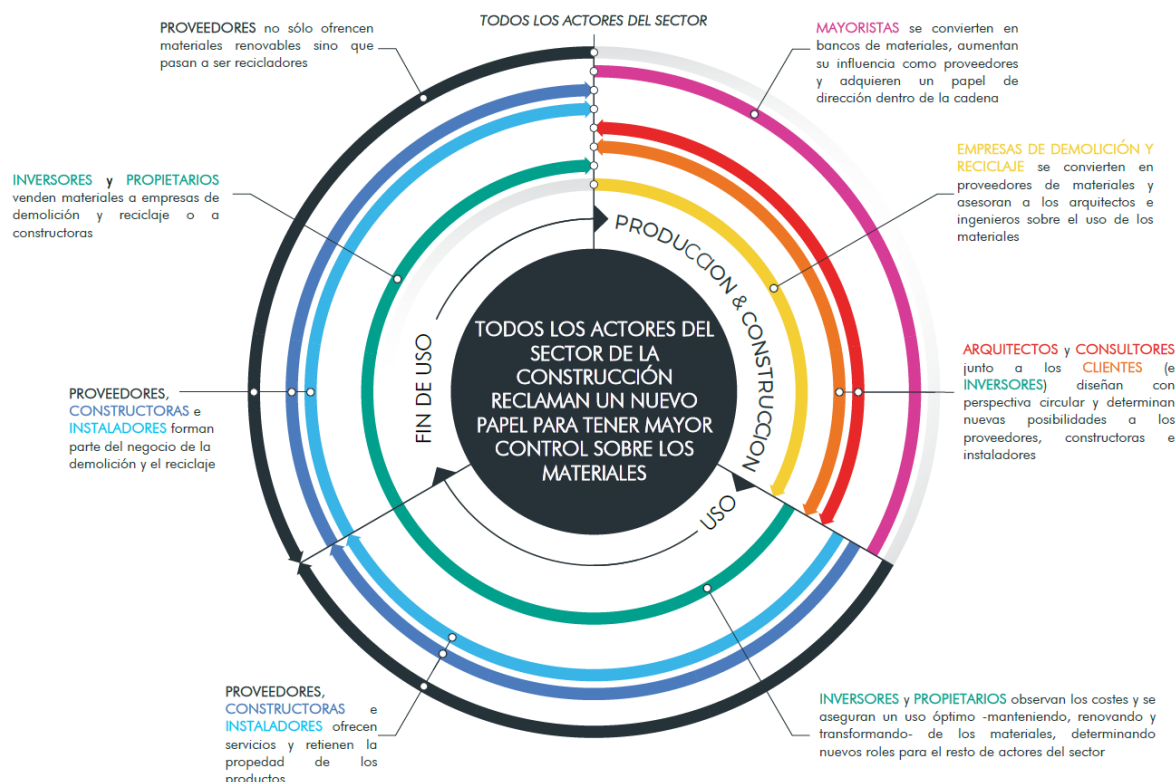 TODOS LOS ACTORES DEL SECTOR
PROVEEDORES no sólo ofrencen
materiales renovables sino que
pasan a ser recicladores
MAYORISTAS se convierten en
bancos de materiales, aumentan
su influencia como proveedores
y adquieren un papel de
dirección dentro de la cadena
EMPRESAS DE DEMOLICIÓN Y
RECICLAJE se convierten en
proveedores de materiales y
asesoran a los arquitectos e
ingenieros sobre el uso de los
materiales
INVERSORES y PROPIETARIOS
venden materiales a empresas de
demolición y reciclaje o a
constructoras
PRODUCCION & CONSTRUCCION
USO
FIN DE USO
TODOS LOS ACTORES DEL
SECTOR DE LA
CONSTRUCCIÓN
RECLAMAN UN NUEVO
PAPEL PARA TENER MAYOR
CONTROL SOBRE LOS
MATERIALES
ARQUITECTOS y CONSULTORES
junto a los CLIENTES (e
INVERSORES) diseñan con
perspectiva circular y determinan
nuevas posibilidades a los
proveedores, constructoras e
instaladores
PROVEEDORES,
CONSTRUCTORAS e
INSTALADORES forman
parte del negocio de la
demolición y el reciclaje
PROVEEDORES,
CONSTRUCTORAS e
INSTALADORES ofrecen
servicios y retienen la
propedad de los
productos
INVERSORES y PROPIETARIOS observan los costes y se
aseguran un uso óptimo -manteniendo, renovando y
transformando- de los materiales, determinando
nuevos roles para el resto de actores del sector